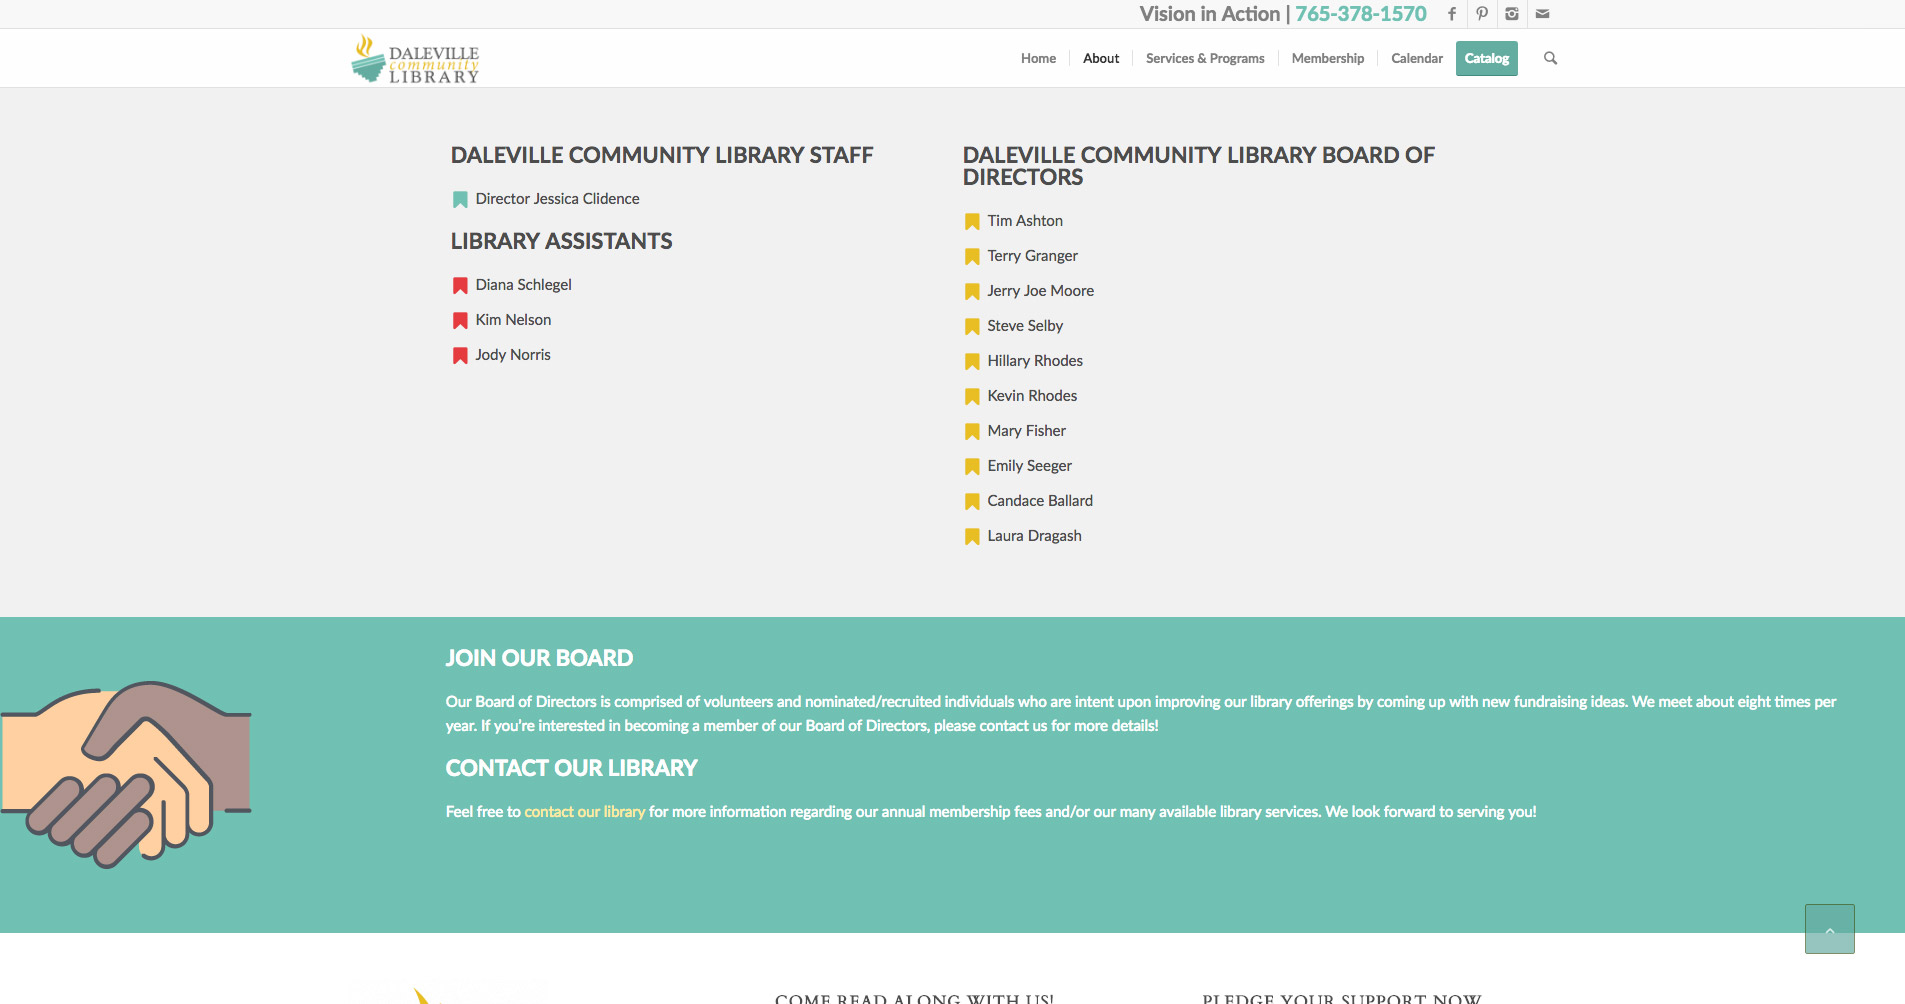 Vision in Action | 765-378-1570
DALEVILLE
community
LIBRARY
Home
About
Services & Programs
Membership
Calendar
Catalog
DALEVILLE COMMUNITY LIBRARY STAFF
Director Jessica Clidence
LIBRARY ASSISTANTS
Diana Schlegel
Kim Nelson
Jody Norris
DALEVILLE COMMUNITY LIBRARY BOARD OF
DIRECTORS
Tim Ashton
Terry Granger
Jerry Joe Moore
Steve Selby
Hillary Rhodes
Kevin Rhodes
Mary Fisher
Emily Seeger
Candace Ballard
Laura Dragash
JOIN OUR BOARD
Our Board of Directors is comprised of volunteers and nominated/recruited individuals who are intent upon improving our library offerings by coming up with new fundraising ideas. We meet about eight times per
year. If you're interested in becoming a member of our Board of Directors, please contact us for more details!
CONTACT OUR LIBRARY
Feel free to contact our library for more information regarding our annual membership fees and/or our many available library services. We look forward to serving you!
COME READ ALONG WITH US!
PLEDGE YOUR SUPPORT NOW